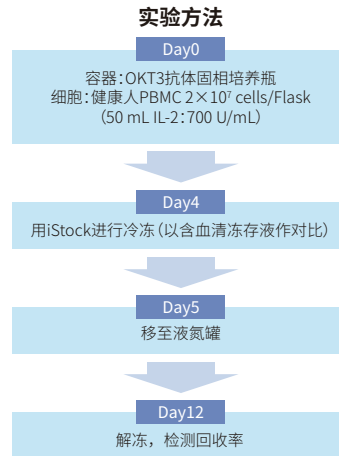 实验方法
Day0
容器:OKT3抗体固相培养瓶
细胞:健康人PBMC 2×10⁷ cells/Flask
(50 mL IL-2:700 U/mL)
Day4
用iStock进行冷冻(以含血清冻存液作对比)
Day5
移至液氮罐
Day12
解冻，检测回收率